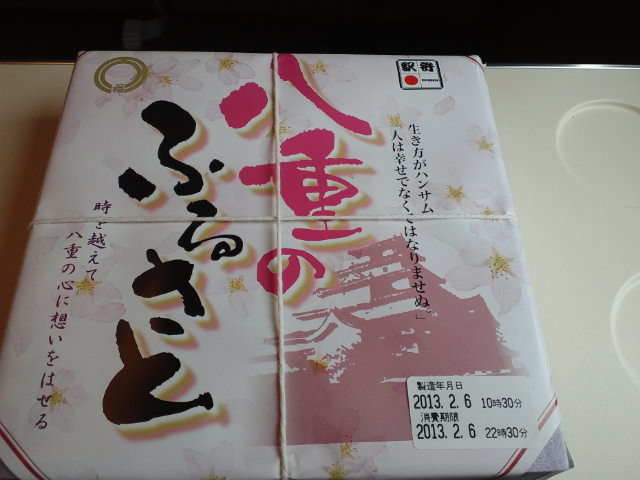 駅弁
八重の
ふるさと
生き方がハンサム
「人は幸せでなくてはなりませぬ。」
時を越えて
八重の心に想いをはせる
製造年月日
2013. 2. 6 10時30分
消費期限
2013. 2. 6 22時30分